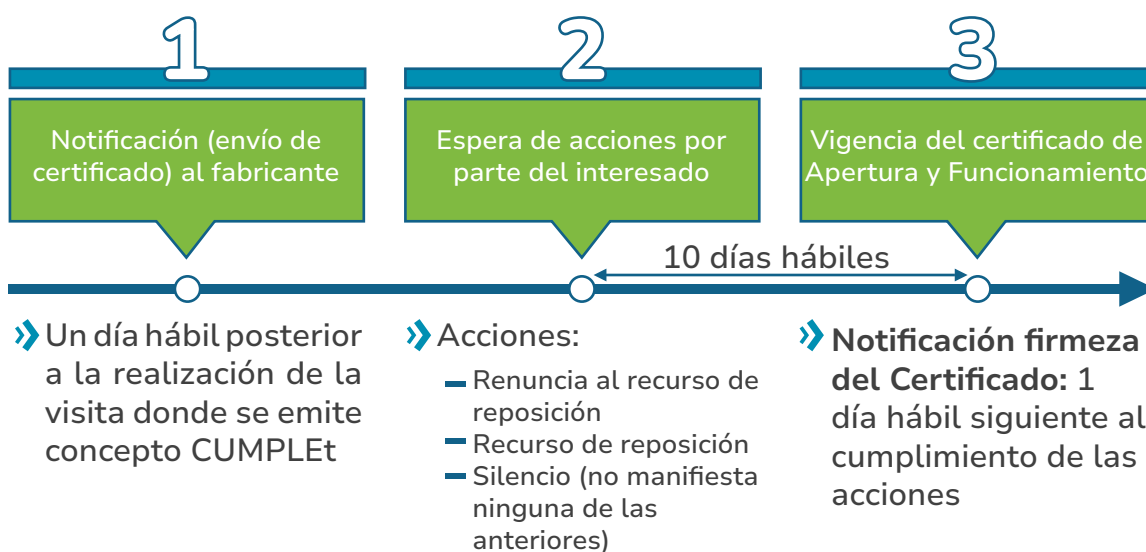 1
Notificación (envío de
certificado) al fabricante
2
Espera de acciones por
parte del interesado
3
Vigencia del certificado de
Apertura y Funcionamiento
10 días hábiles
Un día hábil posterior
a la realización de la
visita donde se emite
concepto CUMPLEt
Acciones:
Renuncia al recurso de
reposición
Recurso de reposición
Silencio (no manifiesta
ninguna de las
anteriores)
Notificación firmeza
del Certificado: 1
día hábil siguiente al
cumplimiento de las
acciones